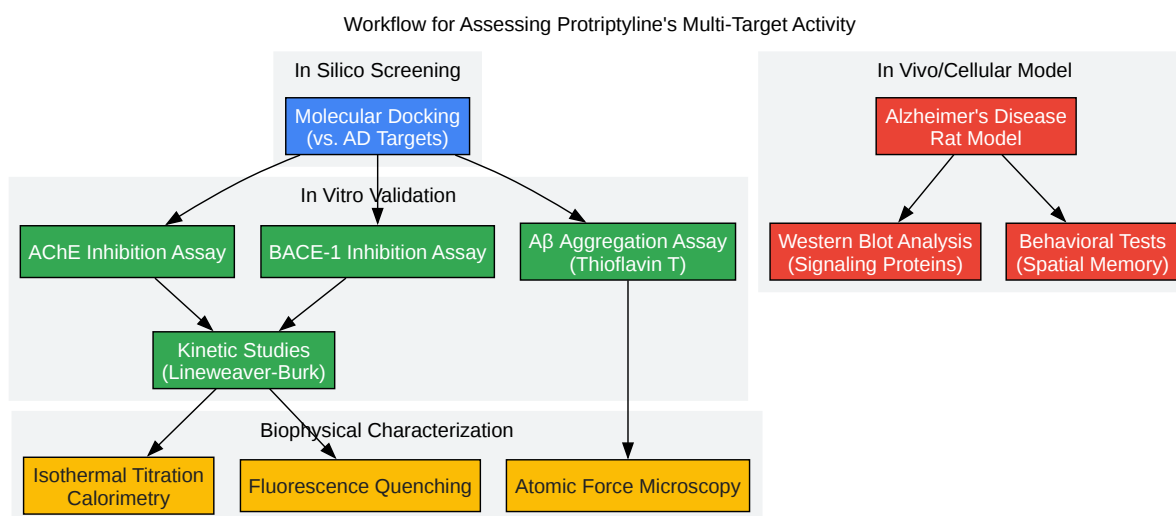 Workflow for Assessing Protriptyline's Multi-Target Activity
In Silico Screening
Molecular Docking
(vs. AD Targets)
In Vitro Validation
AChE Inhibition Assay
BACE-1 Inhibition Assay
Aβ Aggregation Assay
(Thioflavin T)
Kinetic Studies
(Lineweaver-Burk)
Biophysical Characterization
Isothermal Titration
Calorimetry
Fluorescence Quenching
Atomic Force Microscopy
In Vivo/Cellular Model
Alzheimer's Disease
Rat Model
Western Blot Analysis
(Signaling Proteins)
Behavioral Tests
(Spatial Memory)